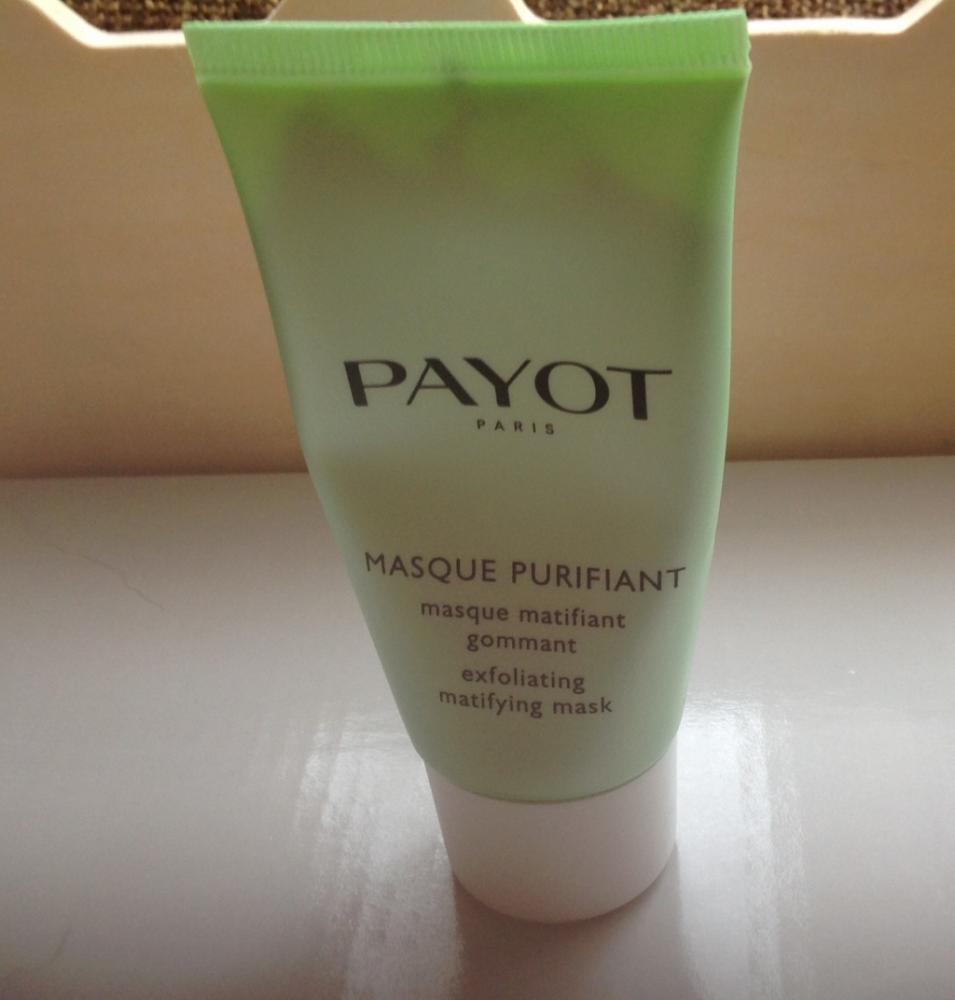 PAYOT
PARIS
MASQUE PURIFIANT
masque matifiant
gommant
exfoliating
matifying mask